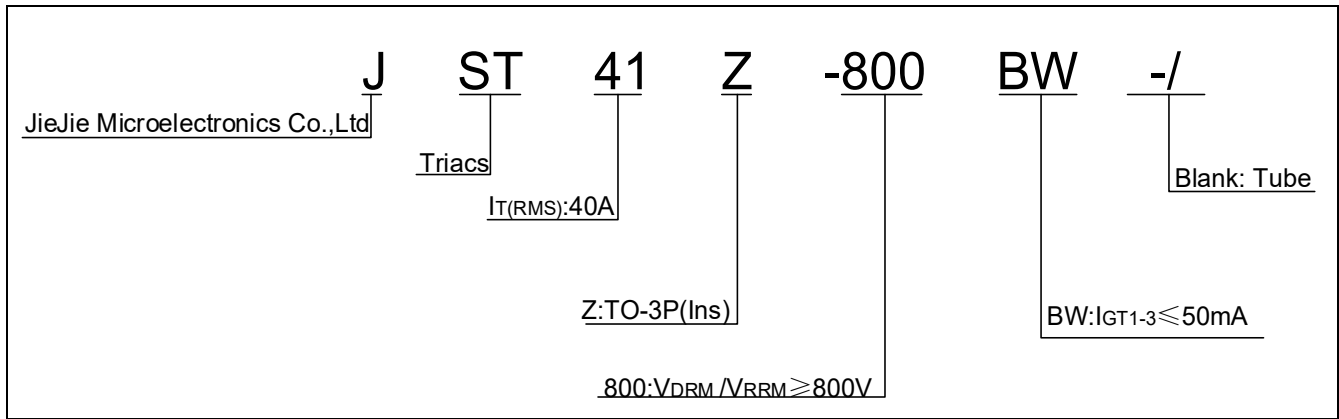 J ST 41 Z -800 BW -/
JieJie Microelectronics Co.,Ltd
Triacs
Blank: Tube
IT(RMS):40A
Z:TO-3P(Ins)
BW:IGT1-3≤50mA
800:VDRM /VRRM≥800V